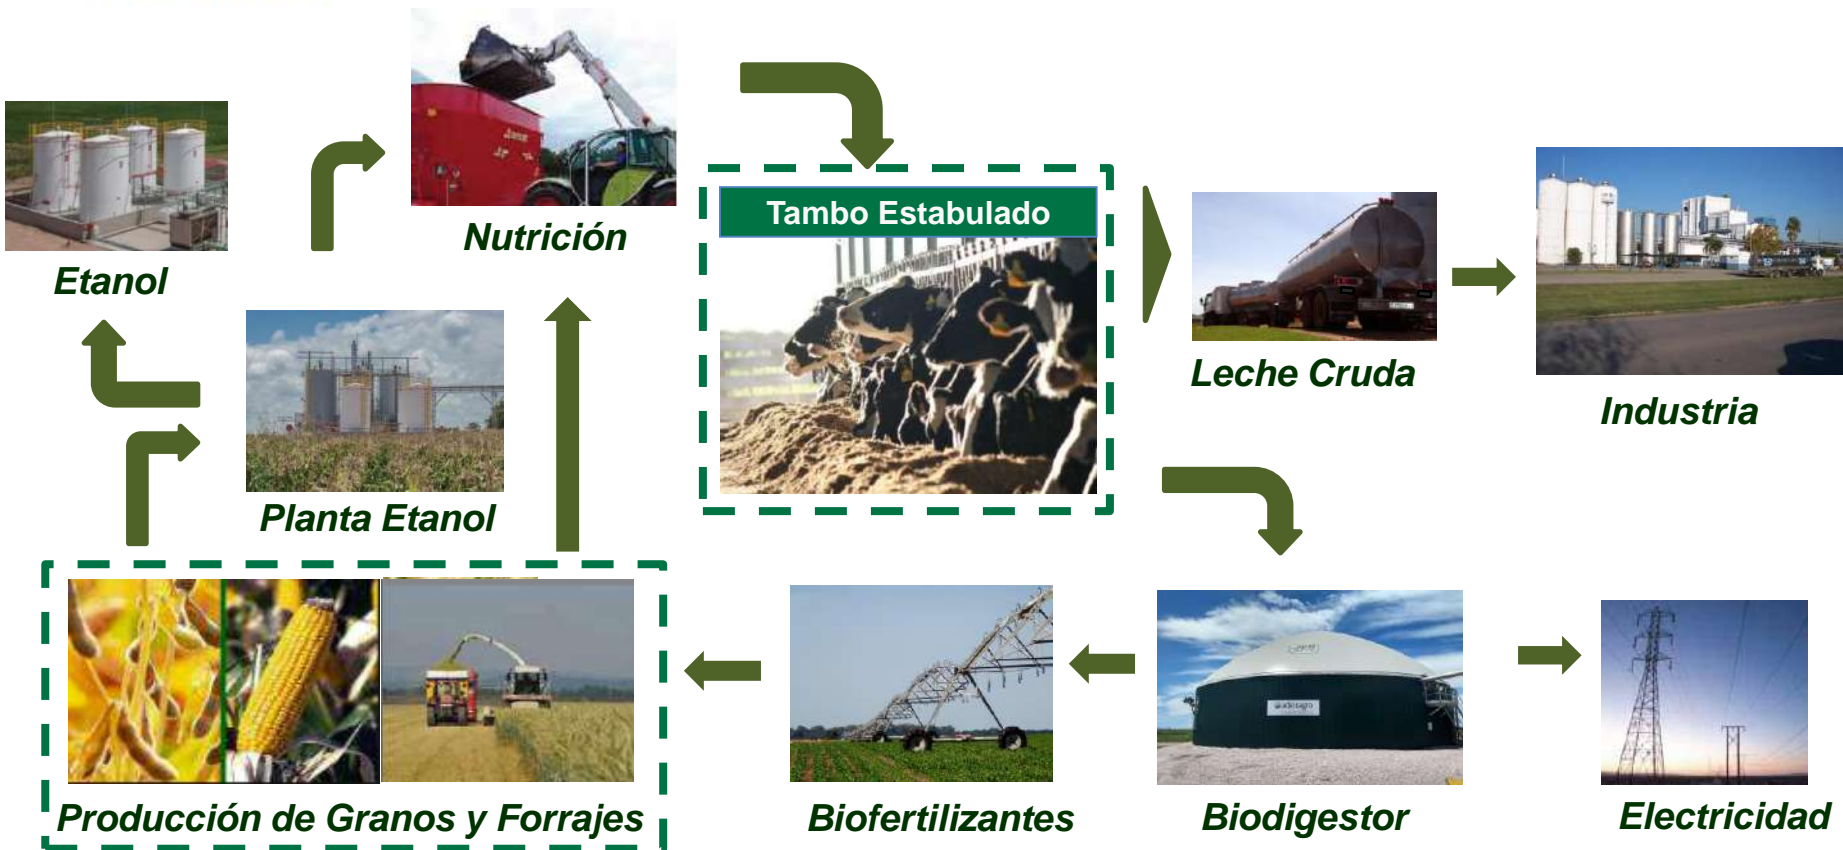 Nutrición
Tambo Estabulado
Etanol
Leche Cruda
Industria
Planta Etanol
Producción de Granos y Forrajes
Biofertilizantes
Biodigestor
Electricidad